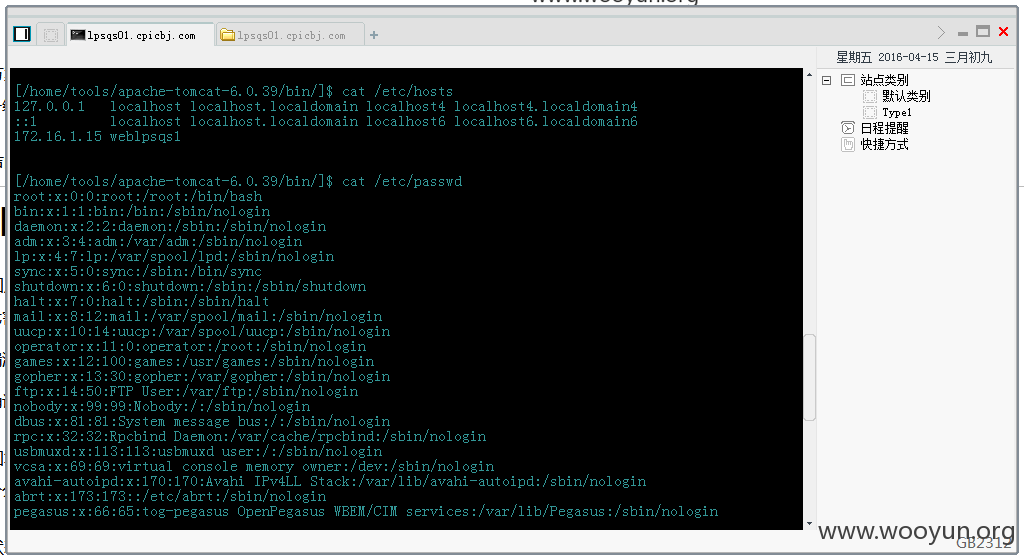 www.wooyun.org
lpsqs01.cpicbj.com
lpsqs01.cpicbj.com
星期五 2016-04-15 三月初九
站点类别
默认类别
Type1
日程提醒
快捷方式
[/home/tools/apache-tomcat-6.0.39/bin/]$ cat /etc/hosts
127.0.0.1 localhost localhost.localdomain localhost4 localhost4.localdomain4
::1 localhost localhost.localdomain localhost6 localhost6.localdomain6
172.16.1.15 weblpsqs1
[/home/tools/apache-tomcat-6.0.39/bin/]$ cat /etc/passwd
root:x:0:0:root:/root:/bin/bash
bin:x:1:1:bin:/bin:/sbin/nologin
daemon:x:2:2:daemon:/sbin:/sbin/nologin
adm:x:3:4:adm:/var/adm:/sbin/nologin
lp:x:4:7:lp:/var/spool/lpd:/sbin/nologin
sync:x:5:0:sync:/sbin:/bin/sync
shutdown:x:6:0:shutdown:/sbin:/sbin/shutdown
halt:x:7:0:halt:/sbin:/sbin/halt
mail:x:8:12:mail:/var/spool/mail:/sbin/nologin
uucp:x:10:14:uucp:/var/spool/uucp:/sbin/nologin
operator:x:11:0:operator:/root:/sbin/nologin
games:x:12:100:games:/usr/games:/sbin/nologin
gopher:x:13:30:gopher:/var/gopher:/sbin/nologin
ftp:x:14:50:FTP User:/var/ftp:/sbin/nologin
nobody:x:99:99:Nobody:/:/sbin/nologin
dbus:x:81:81:System message bus:/:/sbin/nologin
rpc:x:32:32:Rpcbind Daemon:/var/cache/rpcbind:/sbin/nologin
usbmuxd:x:113:113:usbmuxd user:/:/sbin/nologin
vcsa:x:69:69:virtual console memory owner:/dev:/sbin/nologin
avahi-autoipd:x:170:170:Avahi IPv4LL Stack:/var/lib/avahi-autoipd:/sbin/nologin
abrt:x:173:173::/etc/abrt:/sbin/nologin
pegasus:x:66:65:tog-pegasus OpenPegasus WBEM/CIM services:/var/lib/Pegasus:/sbin/nologin
www.wooyun.org
GB2312